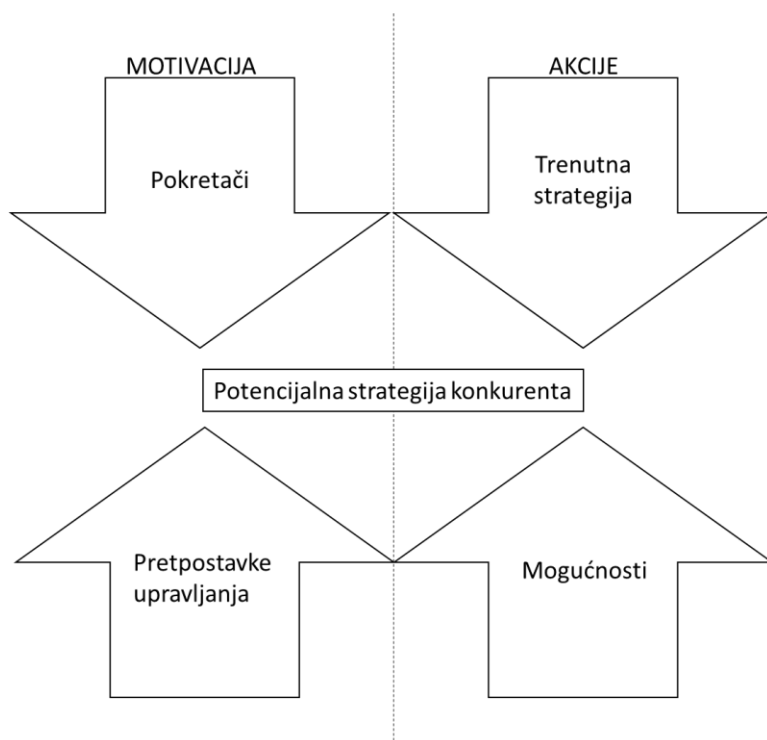 MOTIVACIJA
AKCIJE
Pokretači
Trenutna
strategija
Potencijalna strategija konkurenta
Pretpostavke
upravljanja
Mogućnosti